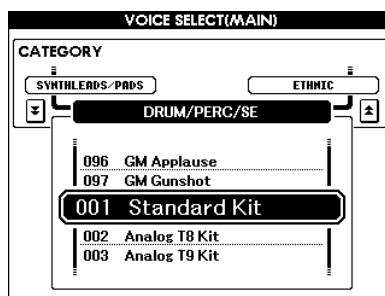 VOICE SELECT(MAIN)
CATEGORY
SYNTHLEADS/PADS ETHNIC
DRUM/PERC/SE
096 GM Applause
097 GM Gunshot
001 Standard Kit
002 Analog T8 Kit
003 Analog T9 Kit